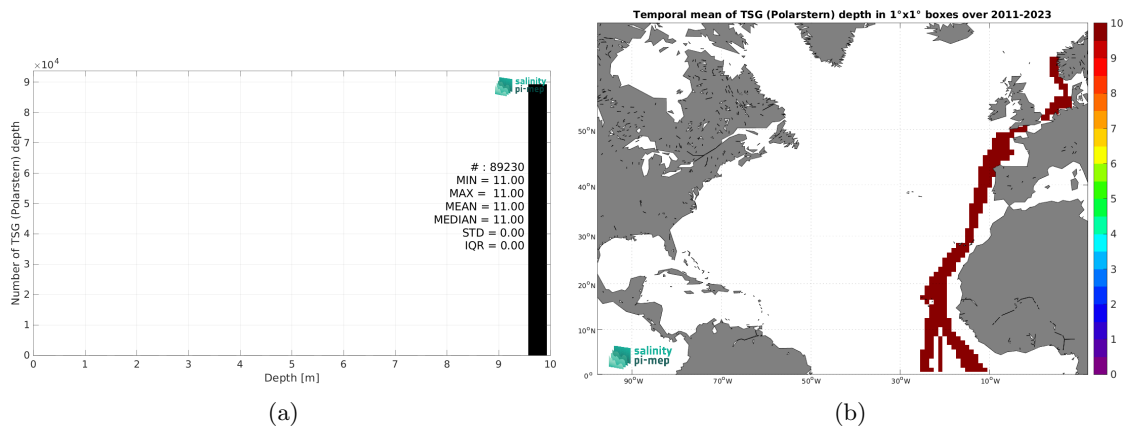 Temporal mean of TSG (Polarstern) depth in 1°x1° boxes over 2011-2023
×10⁴
Number of TSG (Polarstern) depth
9
8
7
6
5
4
3
2
1
0
salinity
pi-mep
# : 89230
MIN = 11.00
MAX = 11.00
MEAN = 11.00
MEDIAN = 11.00
STD = 0.00
IQR = 0.00
0 1 2 3 4 5 6 7 8 9 10
Depth [m]
(a)
50°N
40°N
30°N
20°N
10°N
0°
90°W 70°W 50°W 30°W 10°W
salinity
pi-mep
10
9
8
7
6
5
4
3
2
1
0
(b)